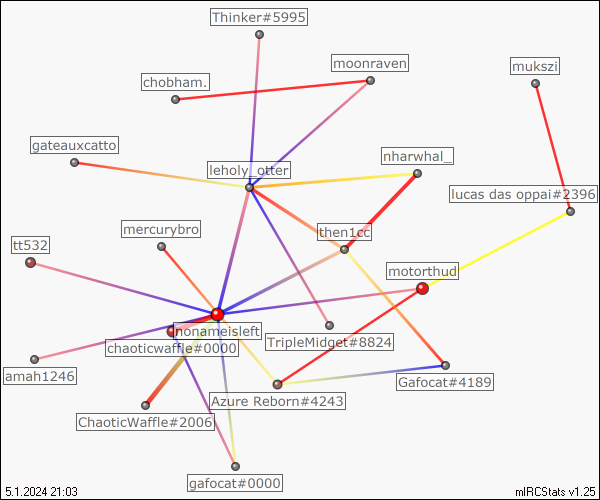 Thinker#5995
moonraven
mukszi
chobham.
gateauxcatto
nharwhal_
leholy_otter
lucas das oppai#2396
mercurybro
then1cc
tt532
motorthud
nonameisleft
TripleMidget#8824
chaoticwaffle#0000
amah1246
Gafocat#4189
Azure Reborn#4243
ChaoticWaffle#2006
gafocat#0000
5.1.2024 21:03
mIRCStats v1.25